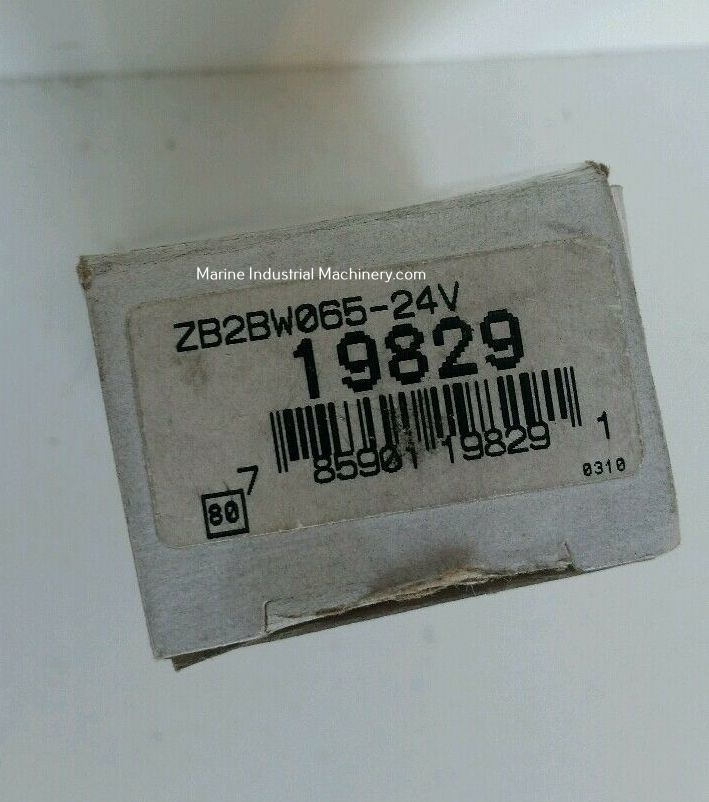 Marine Industrial Machinery.com
ZB2BW065-24V
19829
7 85901 19829 1
0310
80